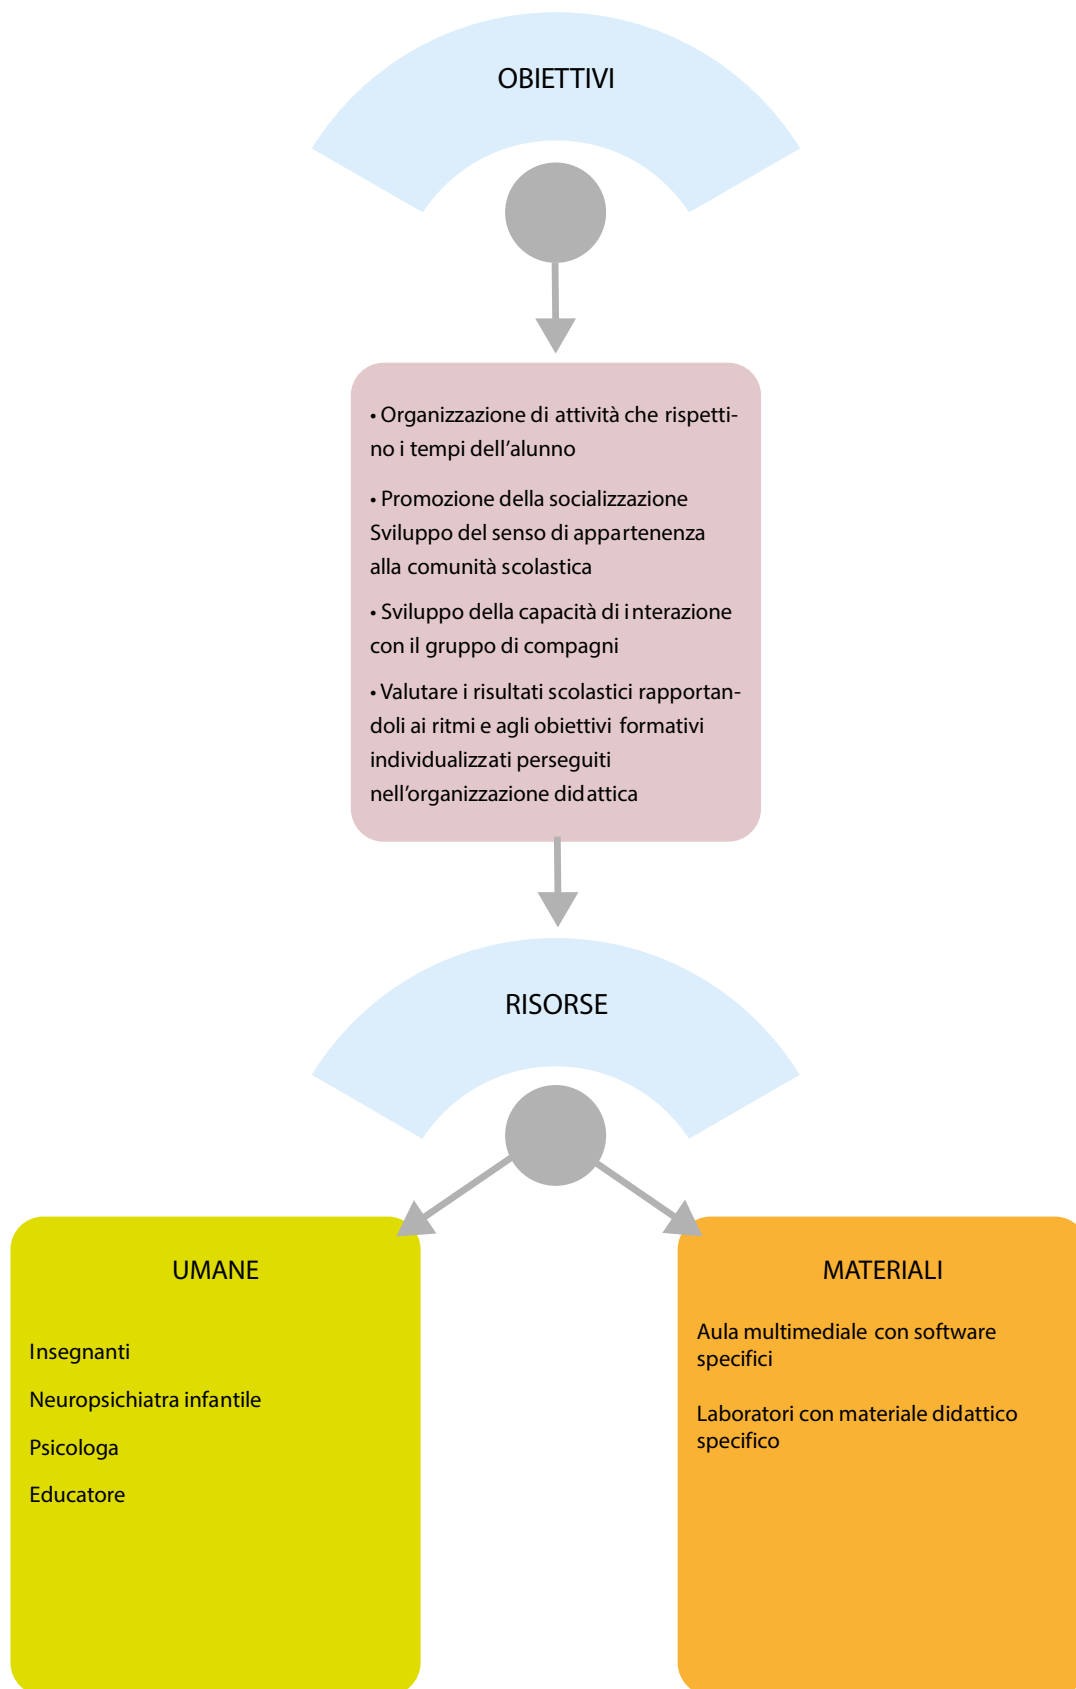 OBIETTIVI
• Organizzazione di attività che rispetti-
no i tempi dell’alunno
• Promozione della socializzazione
Sviluppo del senso di appartenenza
alla comunità scolastica
• Sviluppo della capacità di interazione
con il gruppo di compagni
• Valutare i risultati scolastici rapportan-
doli ai ritmi e agli obiettivi formativi
individualizzati perseguiti
nell’organizzazione didattica
RISORSE
UMANE
Insegnanti
Neuropsichiatra infantile
Psicologa
Educatore
MATERIALI
Aula multimediale con software
specifici
Laboratori con materiale didattico
specifico